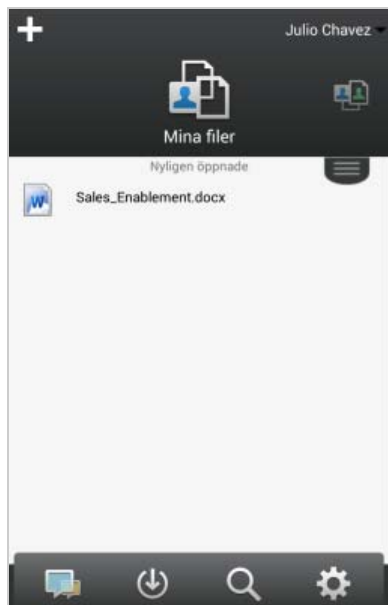 Julio Chavez
Mina filer
Nyligen öppnade
Sales_Enablement.docx